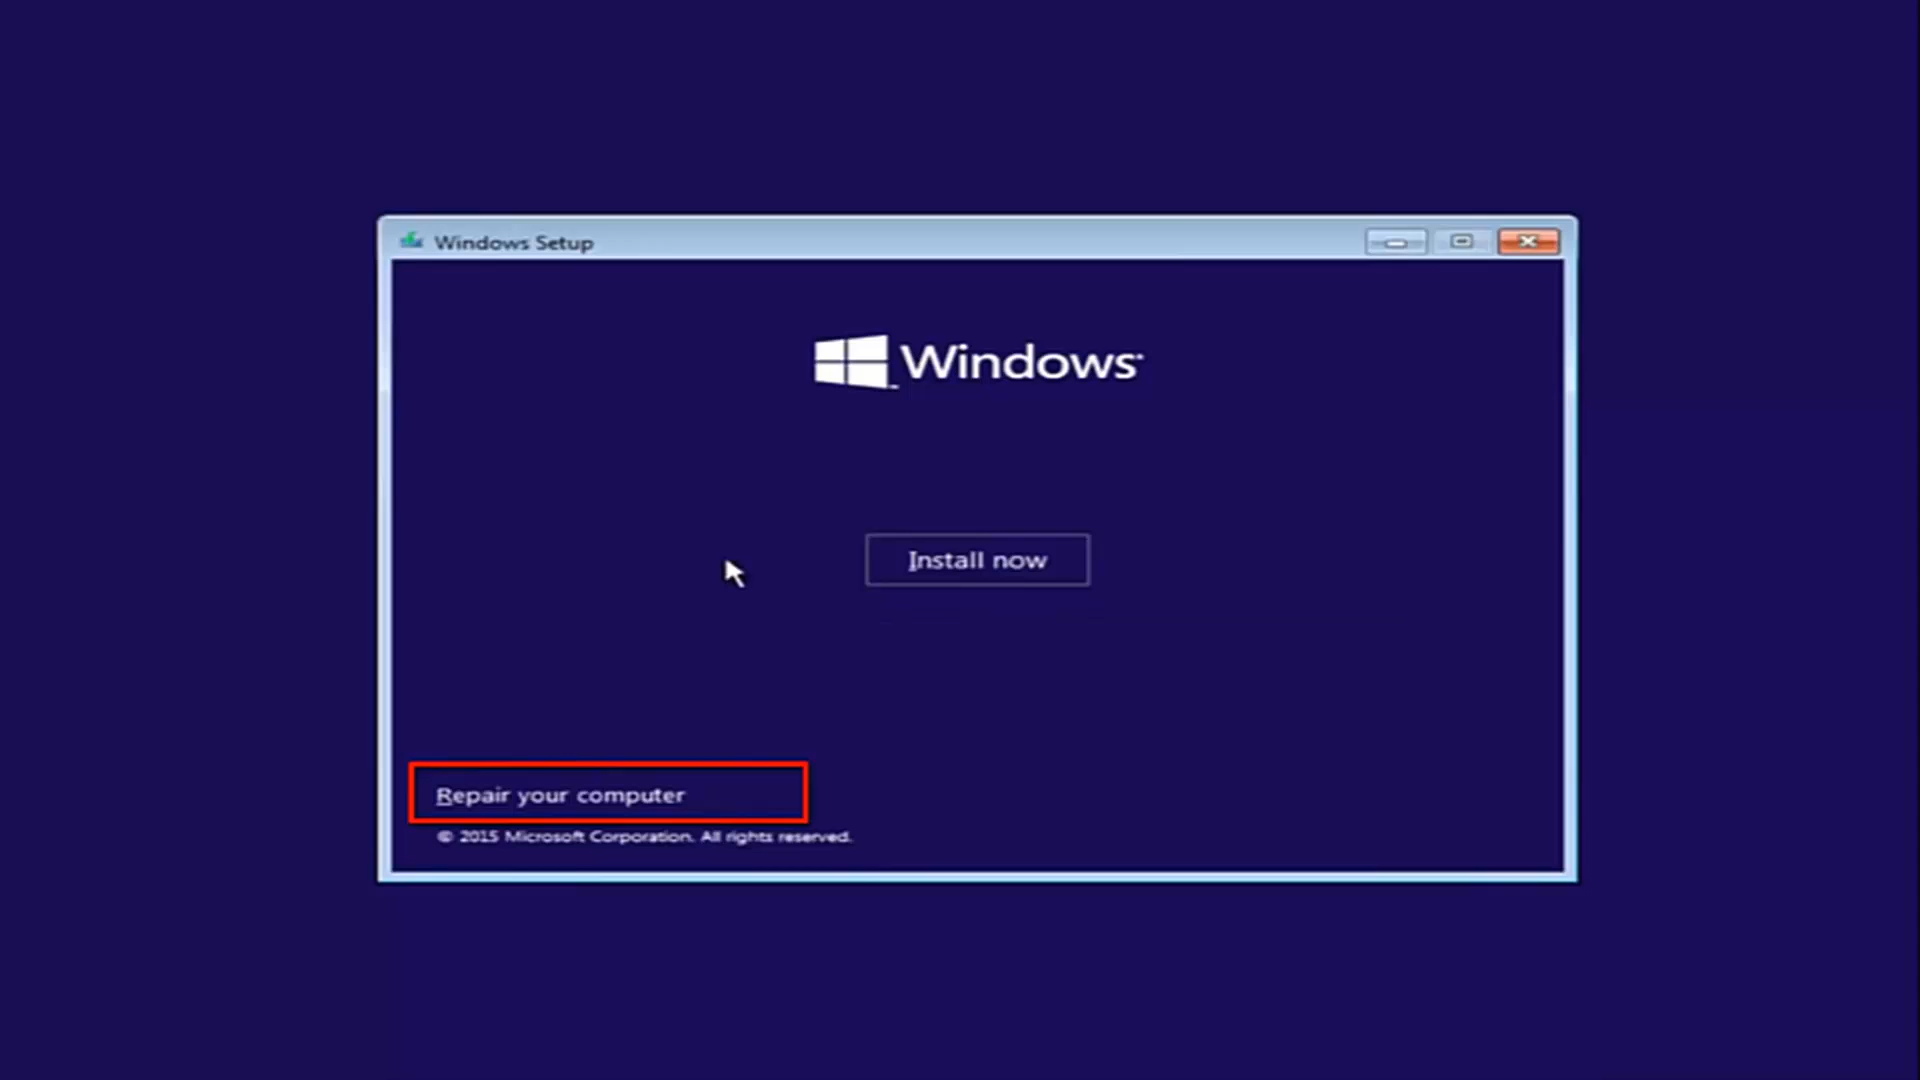 Windows Setup
Windows
Install now
Repair your computer
© 2015 Microsoft Corporation. All rights reserved.